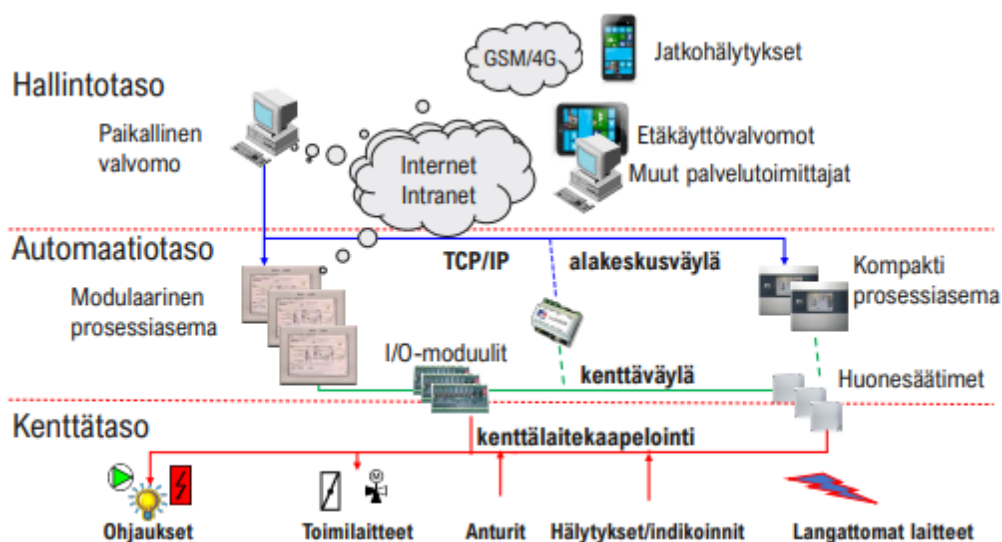 GSM/4G
Jatkohälytykset
Hallintotaso
Paikallinen
valvomo
Internet
Intranet
Etäkäyttövalvomot
Muut palvelutoimittajat
Automaatiotaso
TCP/IP
alakeskusväylä
Kompakti
prosessiasema
Modulaarinen
prosessiasema
I/O-moduulit
kenttäväylä
Huonesäätimet
Kenttätaso
kenttälaitekaapelointi
M
Ohjaukset
Toimilaitteet
Anturit
Hälytykset/indikoinnit
Langattomat laitteet